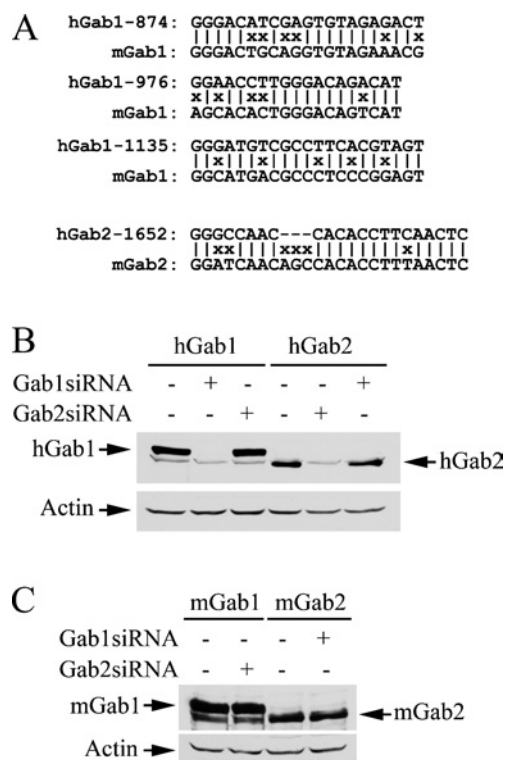 A
hGab1-874: GGGACATCGAGTGTAGAGACT
|||||xx|xx|||||||x||x
mGab1: GGGACTGCAGGTGTAGAAACG
hGab1-976: GGAACCTTGGGACAGACAT
x|x||xx||||||||x|||
mGab1: AGCACACTGGGACAGTCAT
hGab1-1135: GGGATGTCGCCTTCACGTAGT
||x|||x||||x||x||x|||
mGab1: GGCATGACGCCCTCCCGGAGT
hGab2-1652: GGGCCAAC---CACACCTTCAACTC
||xx||||xxx||||||||x|||||
mGab2: GGATCAACAGCCACACCTTTAACTC
B
hGab1 hGab2
Gab1siRNA - + - - - +
Gab2siRNA - - + - + -
hGab1
hGab2
Actin
C
mGab1 mGab2
Gab1siRNA - - - +
Gab2siRNA - + - -
mGab1
mGab2
Actin